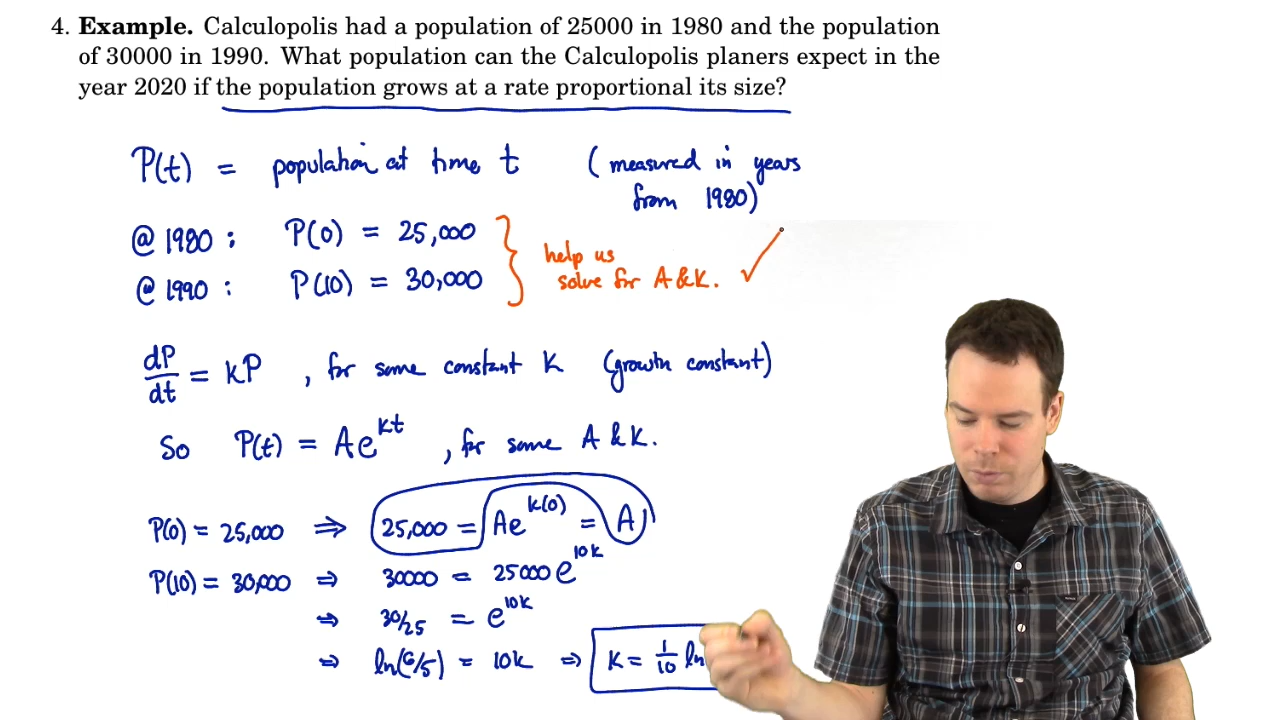 4. Example. Calculopolis had a population of 25000 in 1980 and the population
of 30000 in 1990. What population can the Calculopolis planers expect in the
year 2020 if the population grows at a rate proportional its size?
P(t) = population at time t (measured in years
from 1980)
@ 1980 : P(0) = 25,000
@ 1990 : P(10) = 30,000
help us
solve for A & K. ✓
dP/dt = kP , for some constant K (growth constant)
So P(t) = Ae^{kt} , for some A & K.
P(0) = 25,000 ⇒ 25,000 = Ae^{k(0)} = A
P(10) = 30,000 ⇒ 30000 = 25000 e^{10k}
⇒ 30/25 = e^{10k}
⇒ ln(6/5) = 10k ⇒ K = 1/10 ln